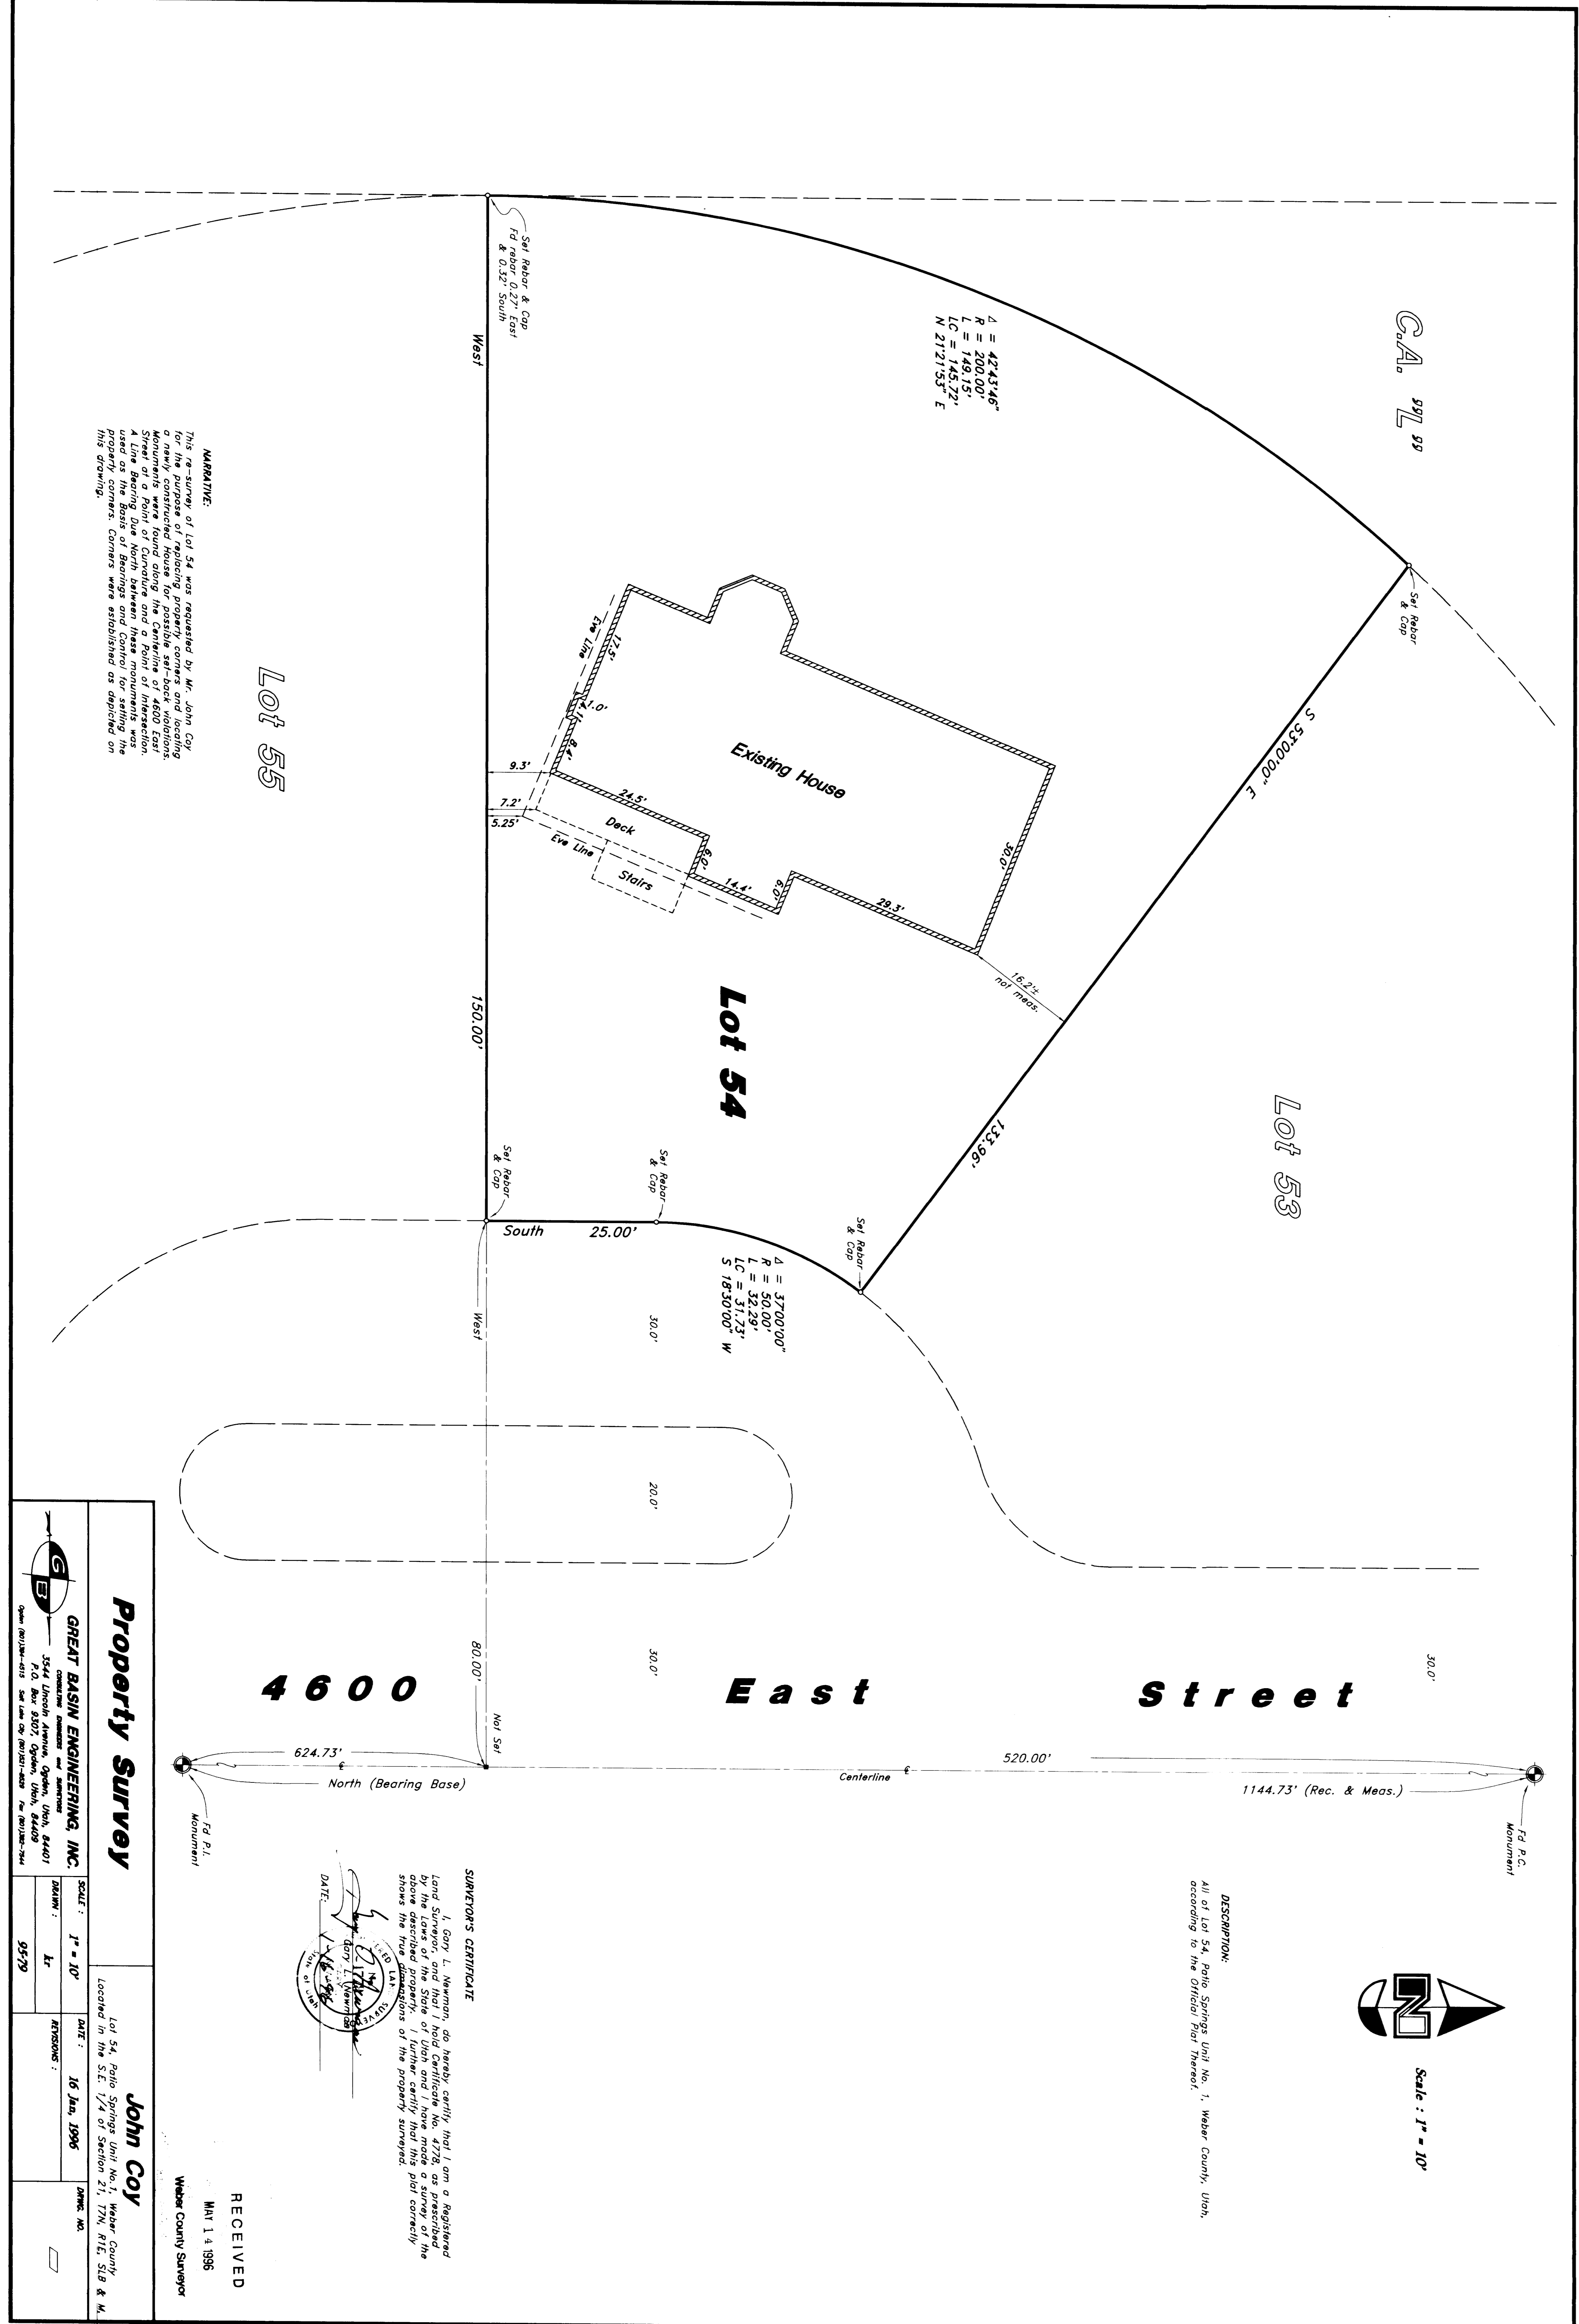 C.A. "L"
Set Rebar
& Cap
Set Rebar & Cap
Fd rebar 0.27' East
& 0.32' South
Δ = 42°43'46"
R = 200.00'
L = 149.15'
LC = 145.72'
N 21°21'53" E
West
150.00'
S 53°00'00" E
133.96'
Lot 53
Lot 54
Lot 55
Existing House
Eve Line
17.5'
1.0'
4.1'
8.4'
9.3'
7.2'
5.25'
24.5'
Deck
Eve Line
Stairs
6.0'
14.4'
6.0'
29.3'
30.0'
16.2'±
not meas.
NARRATIVE:
This re-survey of Lot 54 was requested by Mr. John Coy
for the purpose of replacing property corners and locating
a newly constructed House for possible set-back violations.
Monuments were found along the Centerline of 4600 East
Street at a Point of Curvature and a Point of Intersection.
A Line Bearing Due North between these monuments was
used as the Basis of Bearings and Control for setting the
property corners. Corners were established as depicted on
this drawing.
Set Rebar
& Cap
Set Rebar
& Cap
Set Rebar
& Cap
South 25.00'
Δ = 37°00'00"
R = 50.00'
L = 32.29'
LC = 31.73'
S 18°30'00" W
West
80.00'
Not Set
30.0'
20.0'
30.0'
30.0'
4600 East Street
624.73'
North (Bearing Base)
Centerline
520.00'
1144.73' (Rec. & Meas.)
Fd P.I.
Monument
Fd P.C.
Monument
Scale : 1" = 10'
N
DESCRIPTION:
All of Lot 54, Patio Springs Unit No. 1, Weber County, Utah,
according to the Official Plat Thereof.
SURVEYOR'S CERTIFICATE
I, Gary L. Newman, do hereby certify that I am a Registered
Land Surveyor, and that I hold Certificate No. 4778, as prescribed
by the Laws of the State of Utah and I have made a survey of the
above described property. I further certify that this plat correctly
shows the true dimensions of the property surveyed.
Gary L. Newman
DATE: 1-16-96
State of Utah
RECEIVED
MAY 14 1996
Weber County Surveyor
Property Survey
John Coy
Lot 54, Patio Springs Unit No.1, Weber County
Located in the S.E. 1/4 of Section 21, T7N, R1E, SLB & M.
GB
GREAT BASIN ENGINEERING, INC.
CONSULTING ENGINEERS and SURVEYORS
3544 Lincoln Avenue, Ogden, Utah, 84401
P.O. Box 9307, Ogden, Utah, 84409
SCALE : 1" = 10'
DATE : 16 Jan, 1996
DRWG. NO.
DRAWN : kr
REVISIONS :
95-79